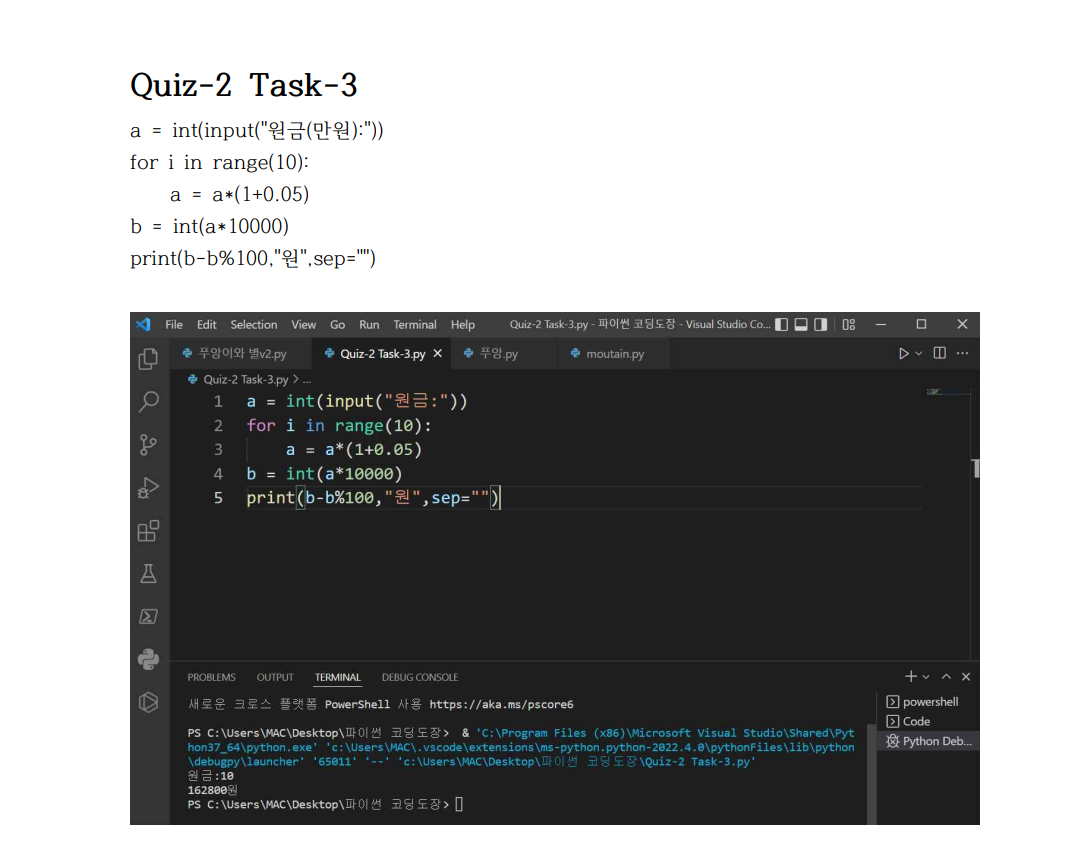 Quiz-2 Task-3
a = int(input("원금(만원):"))
for i in range(10):
    a = a*(1+0.05)
b = int(a*10000)
print(b-b%100,"원",sep="")
File Edit Selection View Go Run Terminal Help Quiz-2 Task-3.py - 파이썬 코딩도장 - Visual Studio Co...
푸앙이와 별v2.py Quiz-2 Task-3.py 푸앙.py moutain.py
Quiz-2 Task-3.py > ...
1 a = int(input("원금:"))
2 for i in range(10):
3     a = a*(1+0.05)
4 b = int(a*10000)
5 print(b-b%100,"원",sep="")
PROBLEMS OUTPUT TERMINAL DEBUG CONSOLE
새로운 크로스 플랫폼 PowerShell 사용 https://aka.ms/pscore6
PS C:\Users\MAC\Desktop\파이썬 코딩도장> & 'C:\Program Files (x86)\Microsoft Visual Studio\Shared\Pyt
hon37_64\python.exe' 'c:\Users\MAC\.vscode\extensions\ms-python.python-2022.4.0\pythonFiles\lib\python
\debugpy\launcher' '65011' '--' 'c:\Users\MAC\Desktop\파이썬 코딩도장\Quiz-2 Task-3.py'
원금:10
162800원
PS C:\Users\MAC\Desktop\파이썬 코딩도장>
powershell
Code
Python Deb...